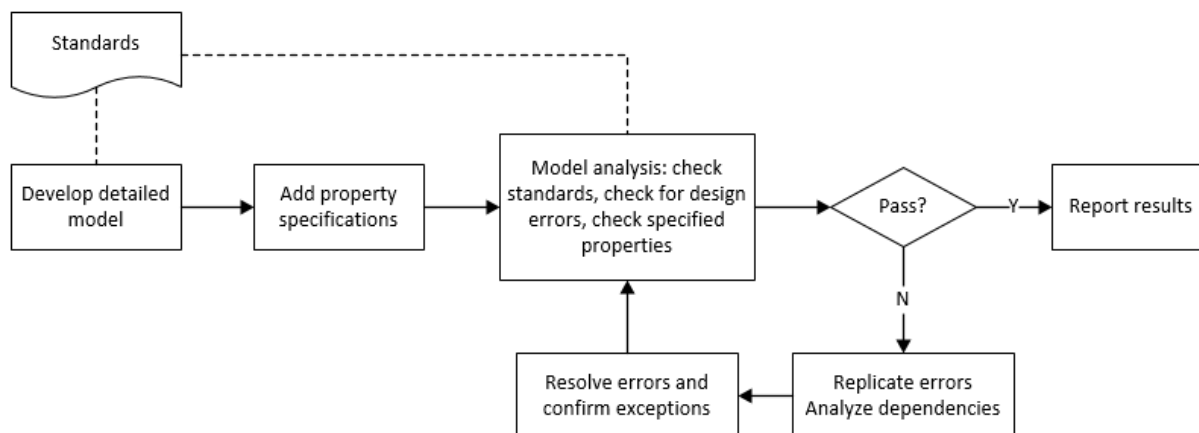 Standards
Develop detailed
model
Add property
specifications
Model analysis: check
standards, check for design
errors, check specified
properties
Pass?
Y
Report results
N
Resolve errors and
confirm exceptions
Replicate errors
Analyze dependencies